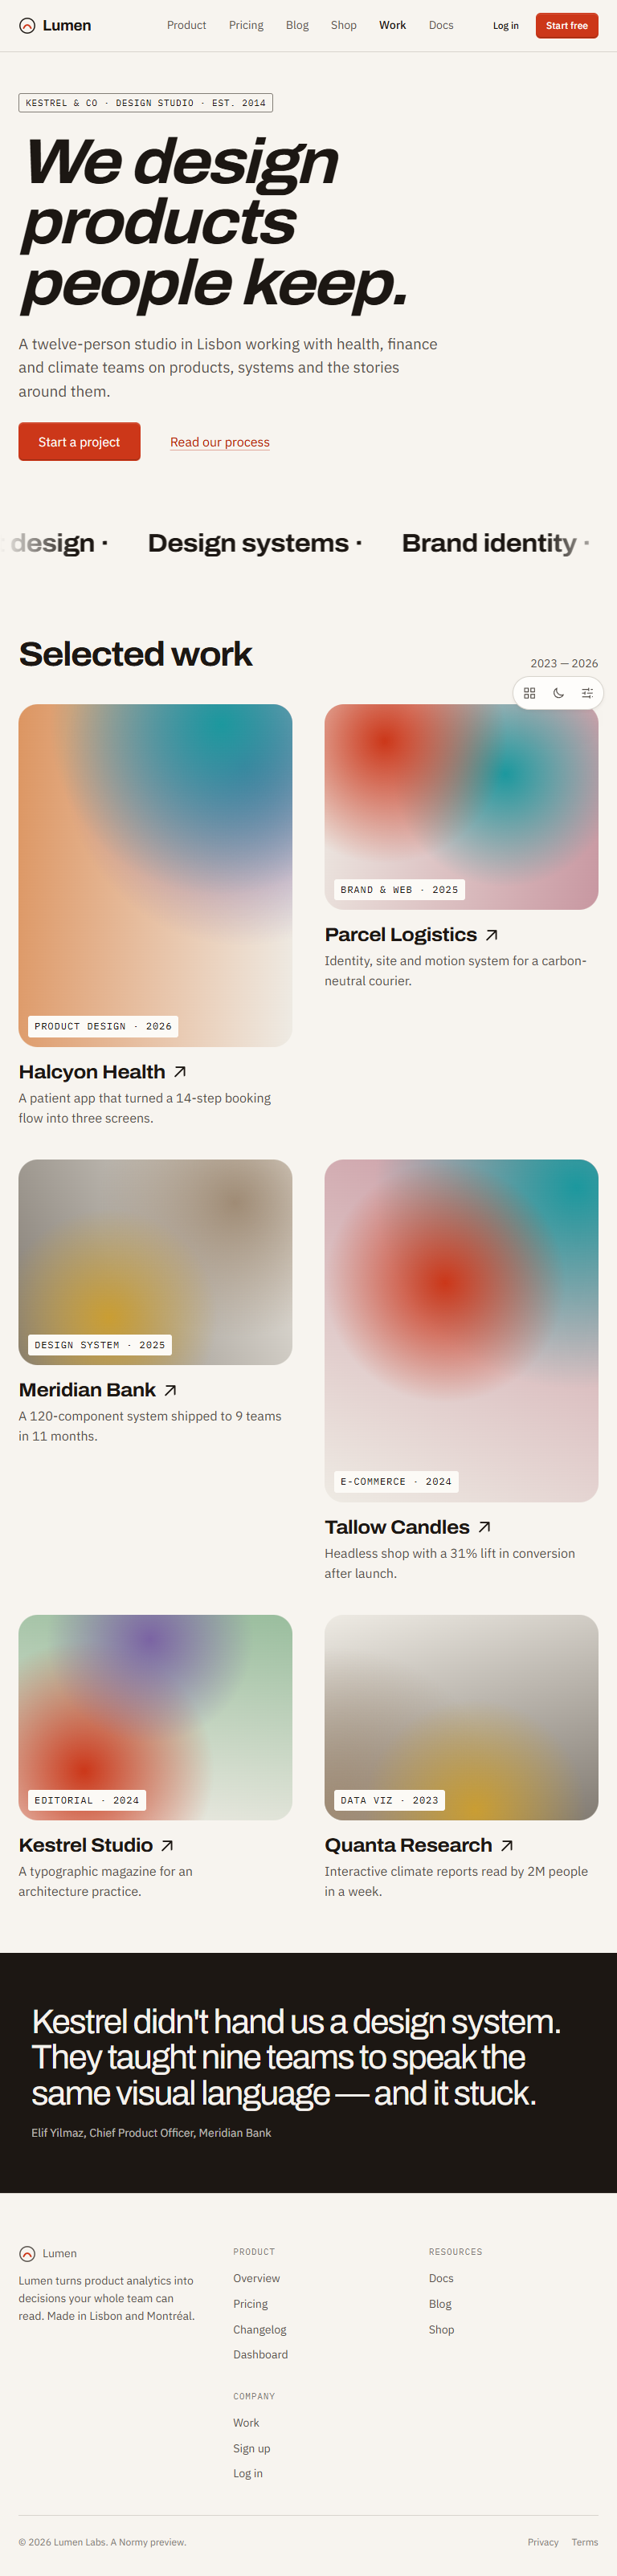 Lumen
Product Pricing Blog Shop Work Docs Log in Start free
KESTREL & CO · DESIGN STUDIO · EST. 2014
We design
products
people keep.
A twelve-person studio in Lisbon working with health, finance
and climate teams on products, systems and the stories
around them.
Start a project
Read our process
design · Design systems · Brand identity ·
Selected work
2023 — 2026
PRODUCT DESIGN · 2026
Halcyon Health
A patient app that turned a 14-step booking
flow into three screens.
BRAND & WEB · 2025
Parcel Logistics
Identity, site and motion system for a carbon-
neutral courier.
DESIGN SYSTEM · 2025
Meridian Bank
A 120-component system shipped to 9 teams
in 11 months.
E-COMMERCE · 2024
Tallow Candles
Headless shop with a 31% lift in conversion
after launch.
EDITORIAL · 2024
Kestrel Studio
A typographic magazine for an
architecture practice.
DATA VIZ · 2023
Quanta Research
Interactive climate reports read by 2M people
in a week.
Kestrel didn't hand us a design system.
They taught nine teams to speak the
same visual language — and it stuck.
Elif Yilmaz, Chief Product Officer, Meridian Bank
Lumen
Lumen turns product analytics into
decisions your whole team can
read. Made in Lisbon and Montréal.
PRODUCT
Overview
Pricing
Changelog
Dashboard
RESOURCES
Docs
Blog
Shop
COMPANY
Work
Sign up
Log in
© 2026 Lumen Labs. A Normy preview.
Privacy Terms